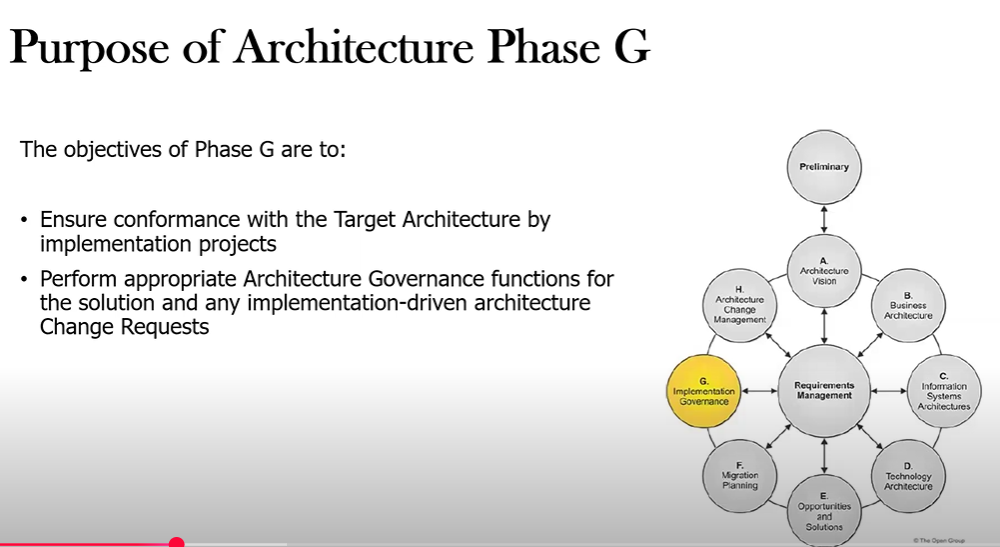 Purpose of Architecture Phase G
The objectives of Phase G are to:
• Ensure conformance with the Target Architecture by
implementation projects
• Perform appropriate Architecture Governance functions for
the solution and any implementation-driven architecture
Change Requests
Preliminary
A.
Architecture
Vision
B.
Business
Architecture
C.
Information
Systems
Architectures
D.
Technology
Architecture
E.
Opportunities
and
Solutions
F.
Migration
Planning
G.
Implementation
Governance
H.
Architecture
Change
Management
Requirements
Management
© The Open Group